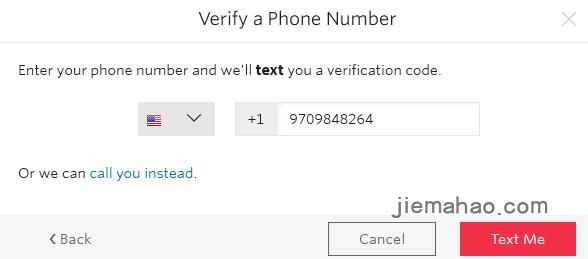 Verify a Phone Number
Enter your phone number and we'll text you a verification code.
+1 9709848264
Or we can call you instead.
jiemahao.com
Back Cancel Text Me